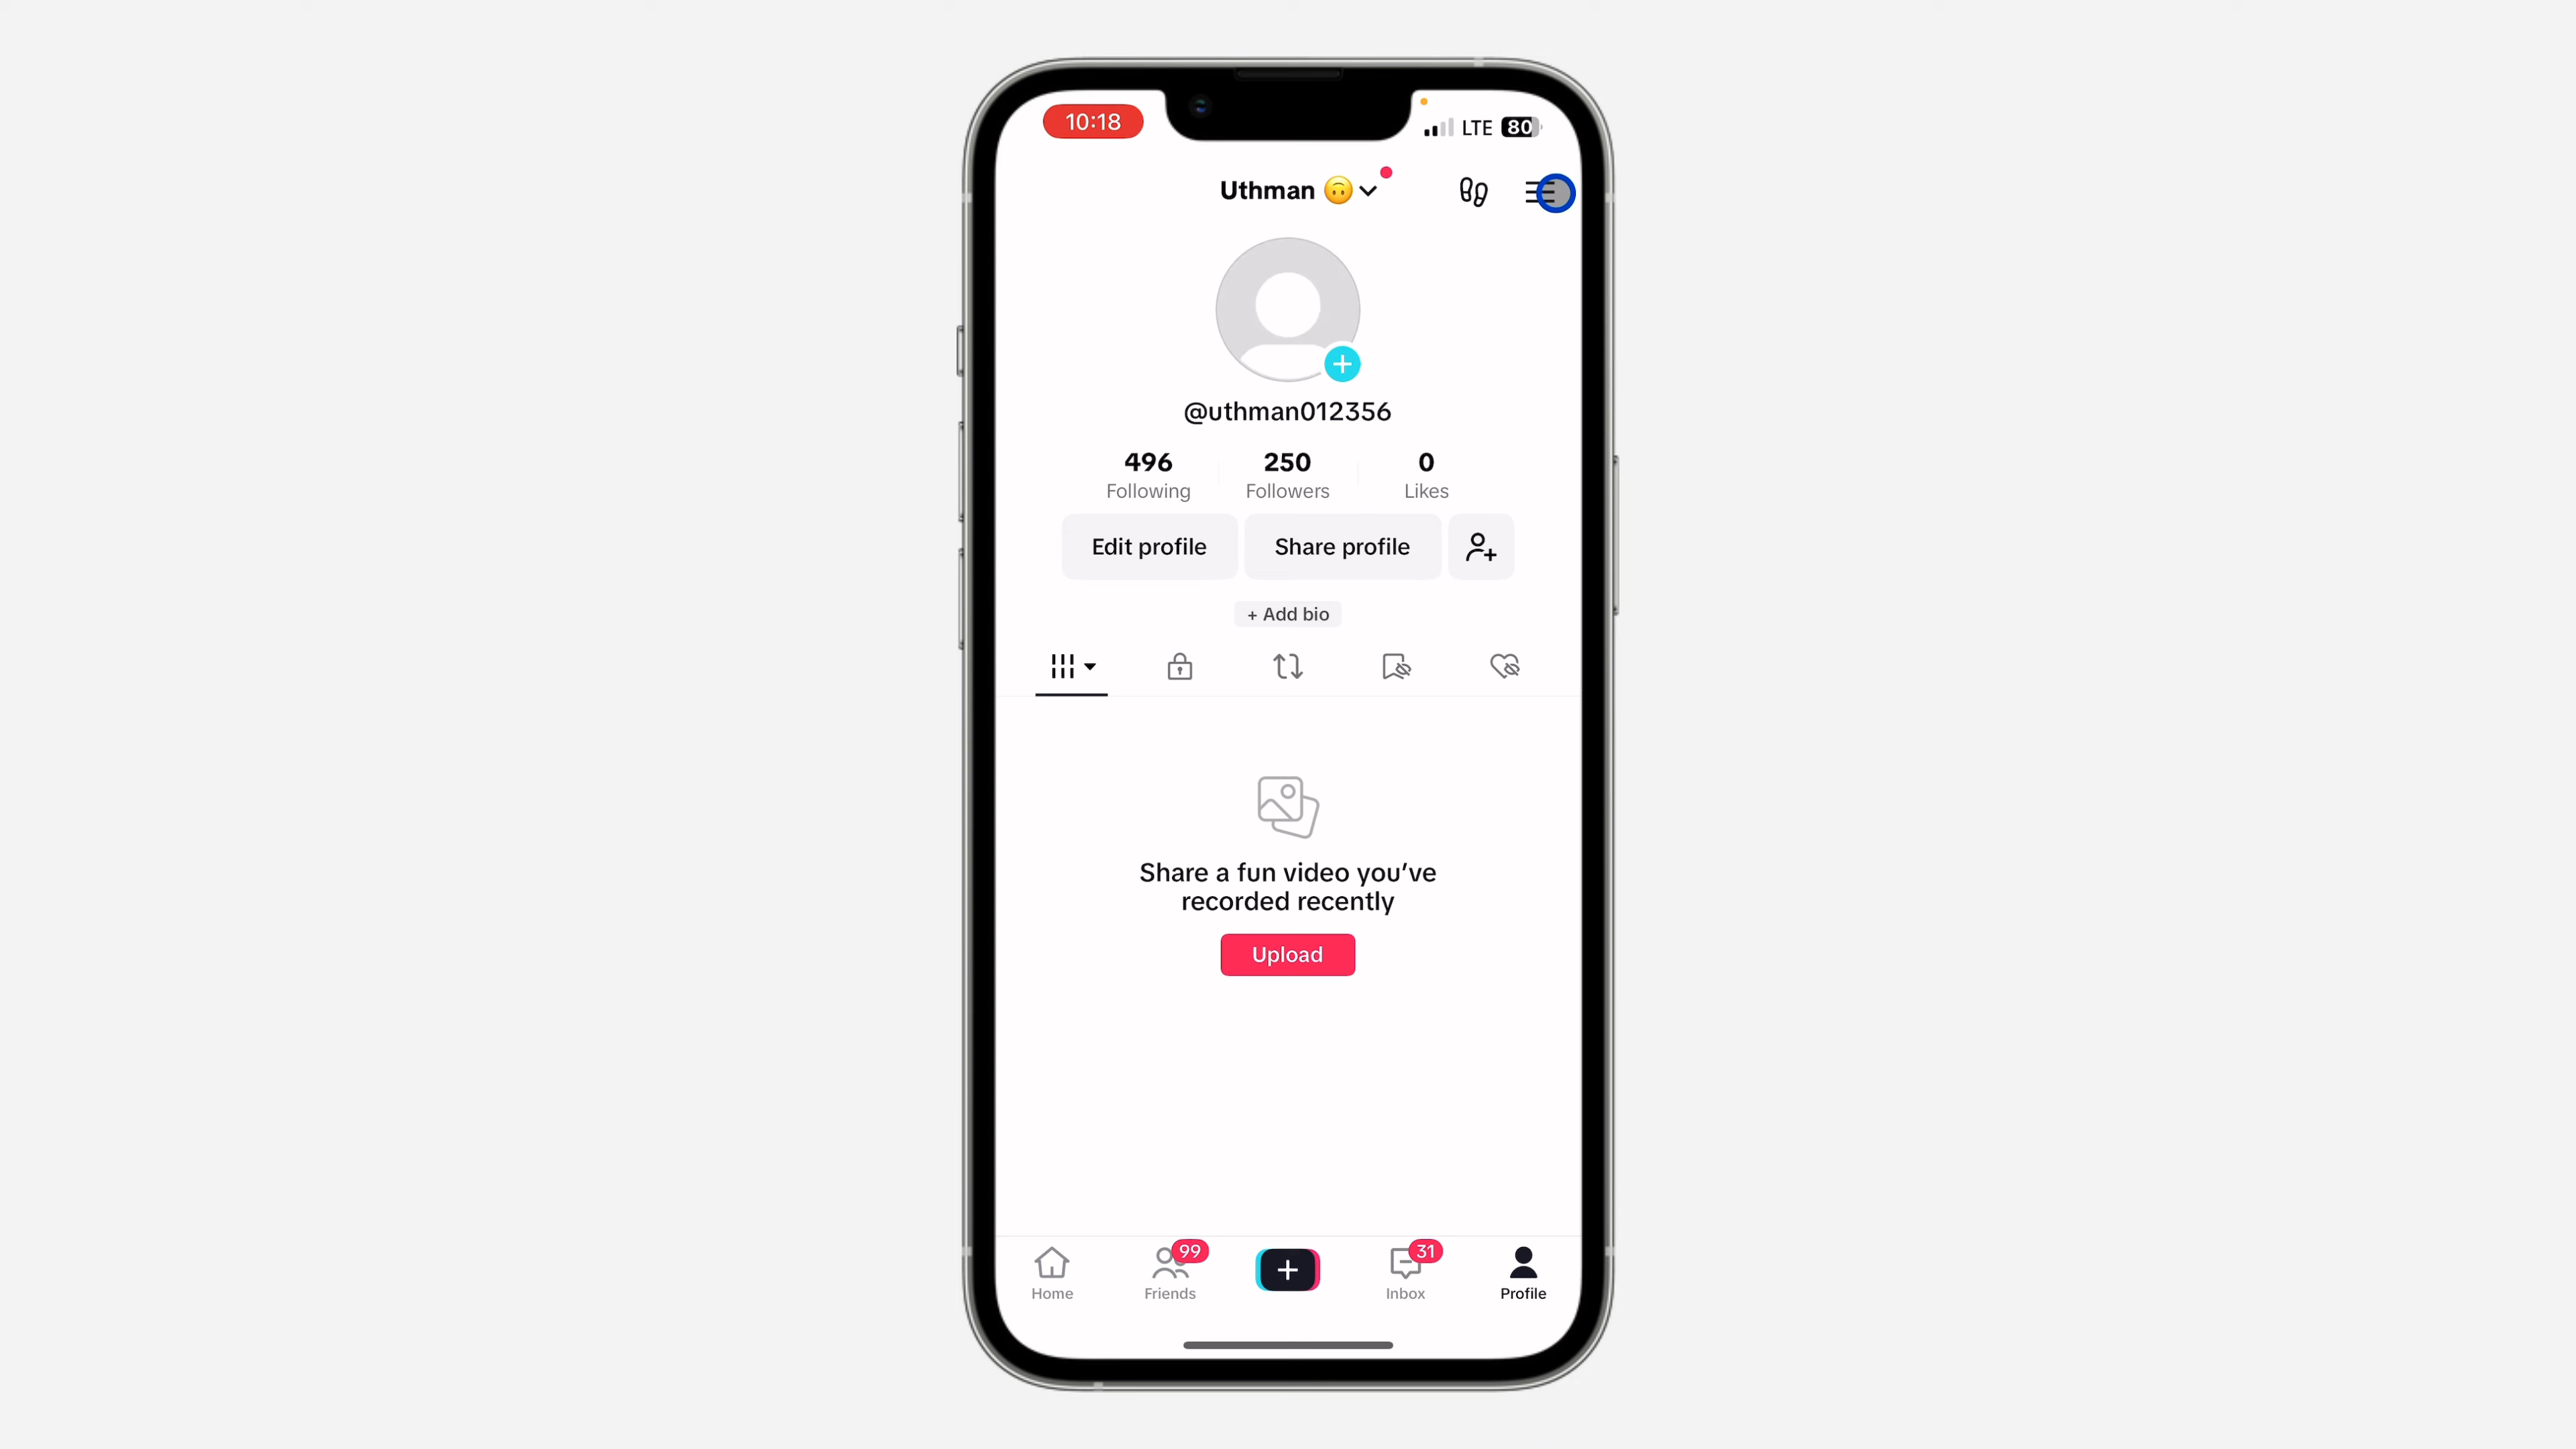 10:18
LTE 80
Uthman 🙃
@uthman012356
496 250 0
Following Followers Likes
Edit profile Share profile
+ Add bio
Share a fun video you’ve
recorded recently
Upload
99 31
Home Friends Inbox Profile